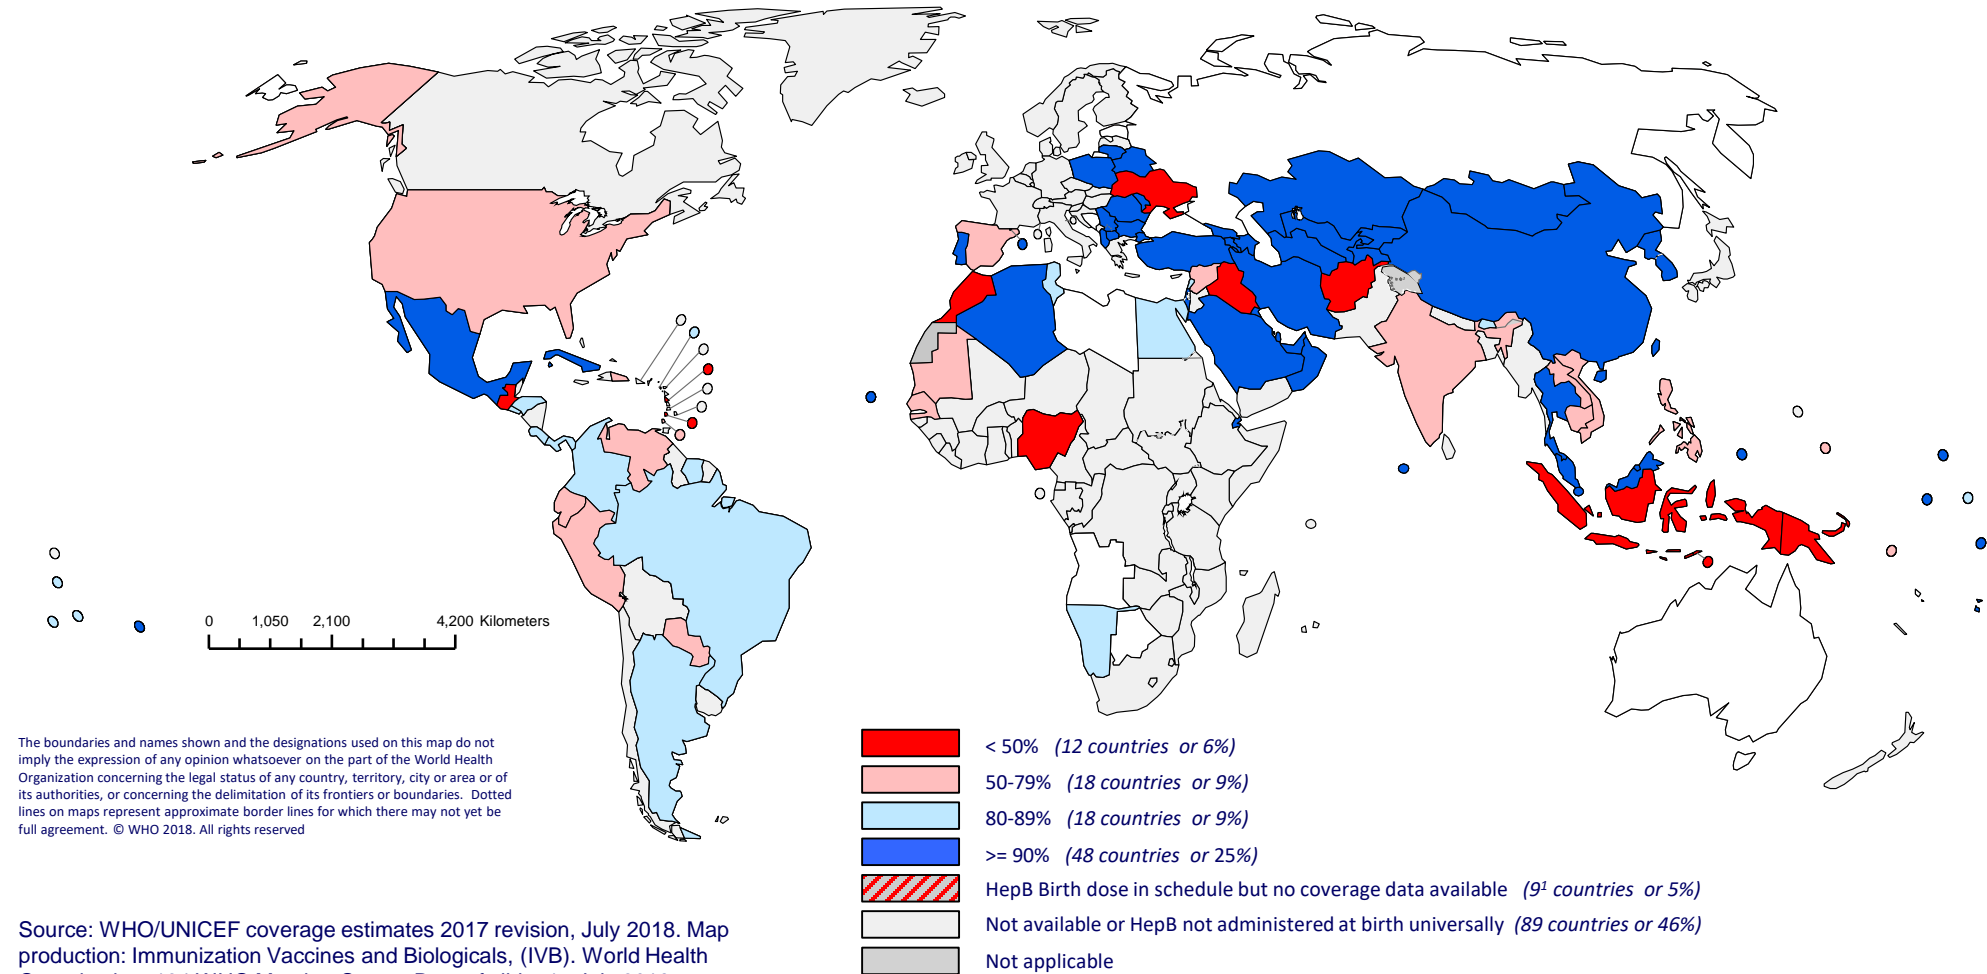 0 1,050 2,100 4,200 Kilometers
The boundaries and names shown and the designations used on this map do not
imply the expression of any opinion whatsoever on the part of the World Health
Organization concerning the legal status of any country, territory, city or area or of
its authorities, or concerning the delimitation of its frontiers or boundaries. Dotted
lines on maps represent approximate border lines for which there may not yet be
full agreement. © WHO 2018. All rights reserved
< 50% (12 countries or 6%)
50-79% (18 countries or 9%)
80-89% (18 countries or 9%)
>= 90% (48 countries or 25%)
HepB Birth dose in schedule but no coverage data available (9¹ countries or 5%)
Not available or HepB not administered at birth universally (89 countries or 46%)
Not applicable
Source: WHO/UNICEF coverage estimates 2017 revision, July 2018. Map
production: Immunization Vaccines and Biologicals, (IVB). World Health